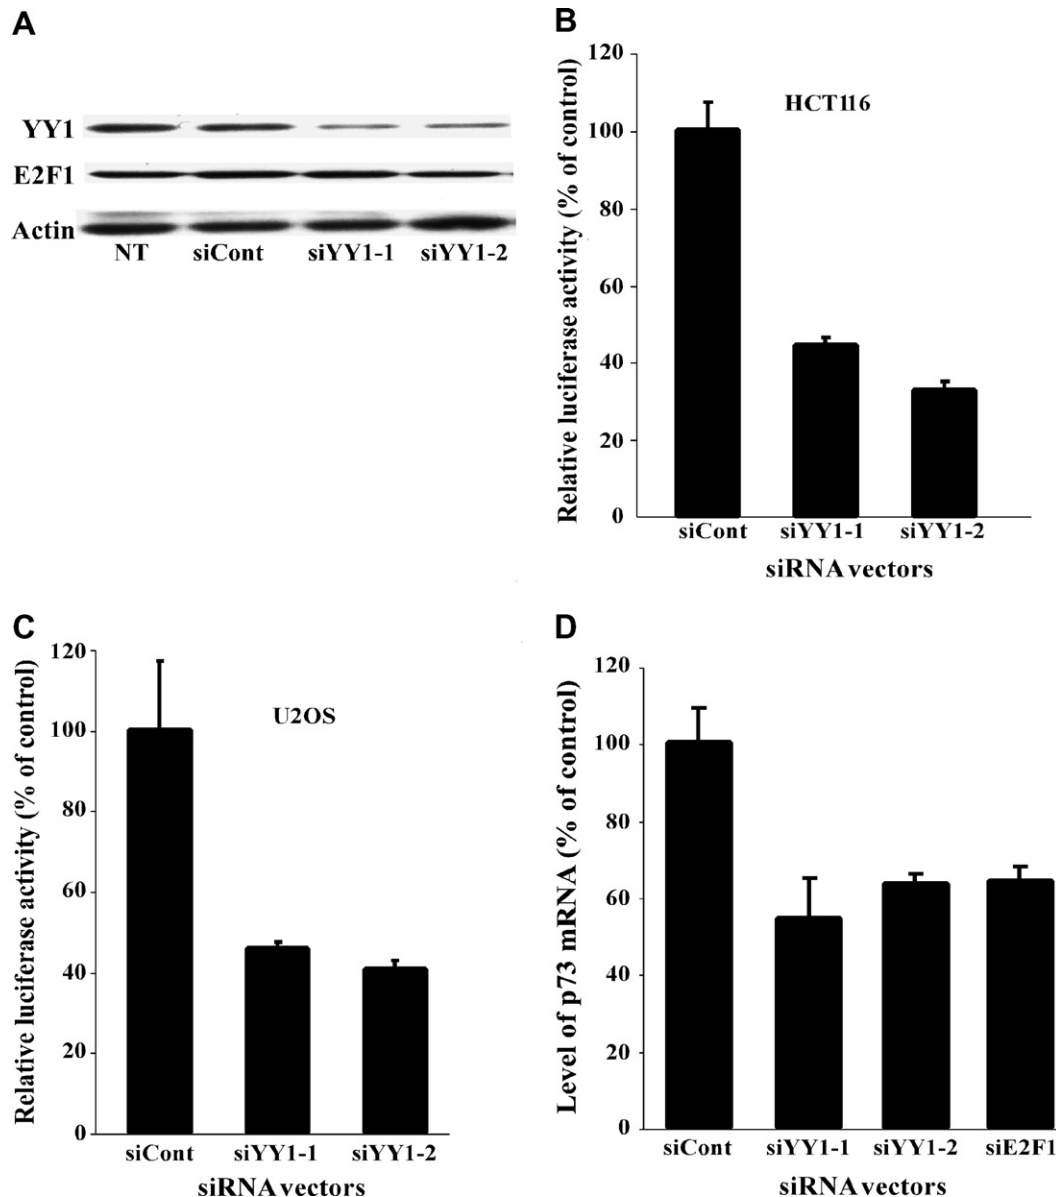 A
YY1
E2F1
Actin
NT siCont siYY1-1 siYY1-2
B
Relative luciferase activity (% of control)
120
100
80
60
40
20
0
HCT116
siCont siYY1-1 siYY1-2
siRNA vectors
C
Relative luciferase activity (% of control)
120
100
80
60
40
20
0
U2OS
siCont siYY1-1 siYY1-2
siRNA vectors
D
Level of p73 mRNA (% of control)
120
100
80
60
40
20
0
siCont siYY1-1 siYY1-2 siE2F1
siRNA vectors